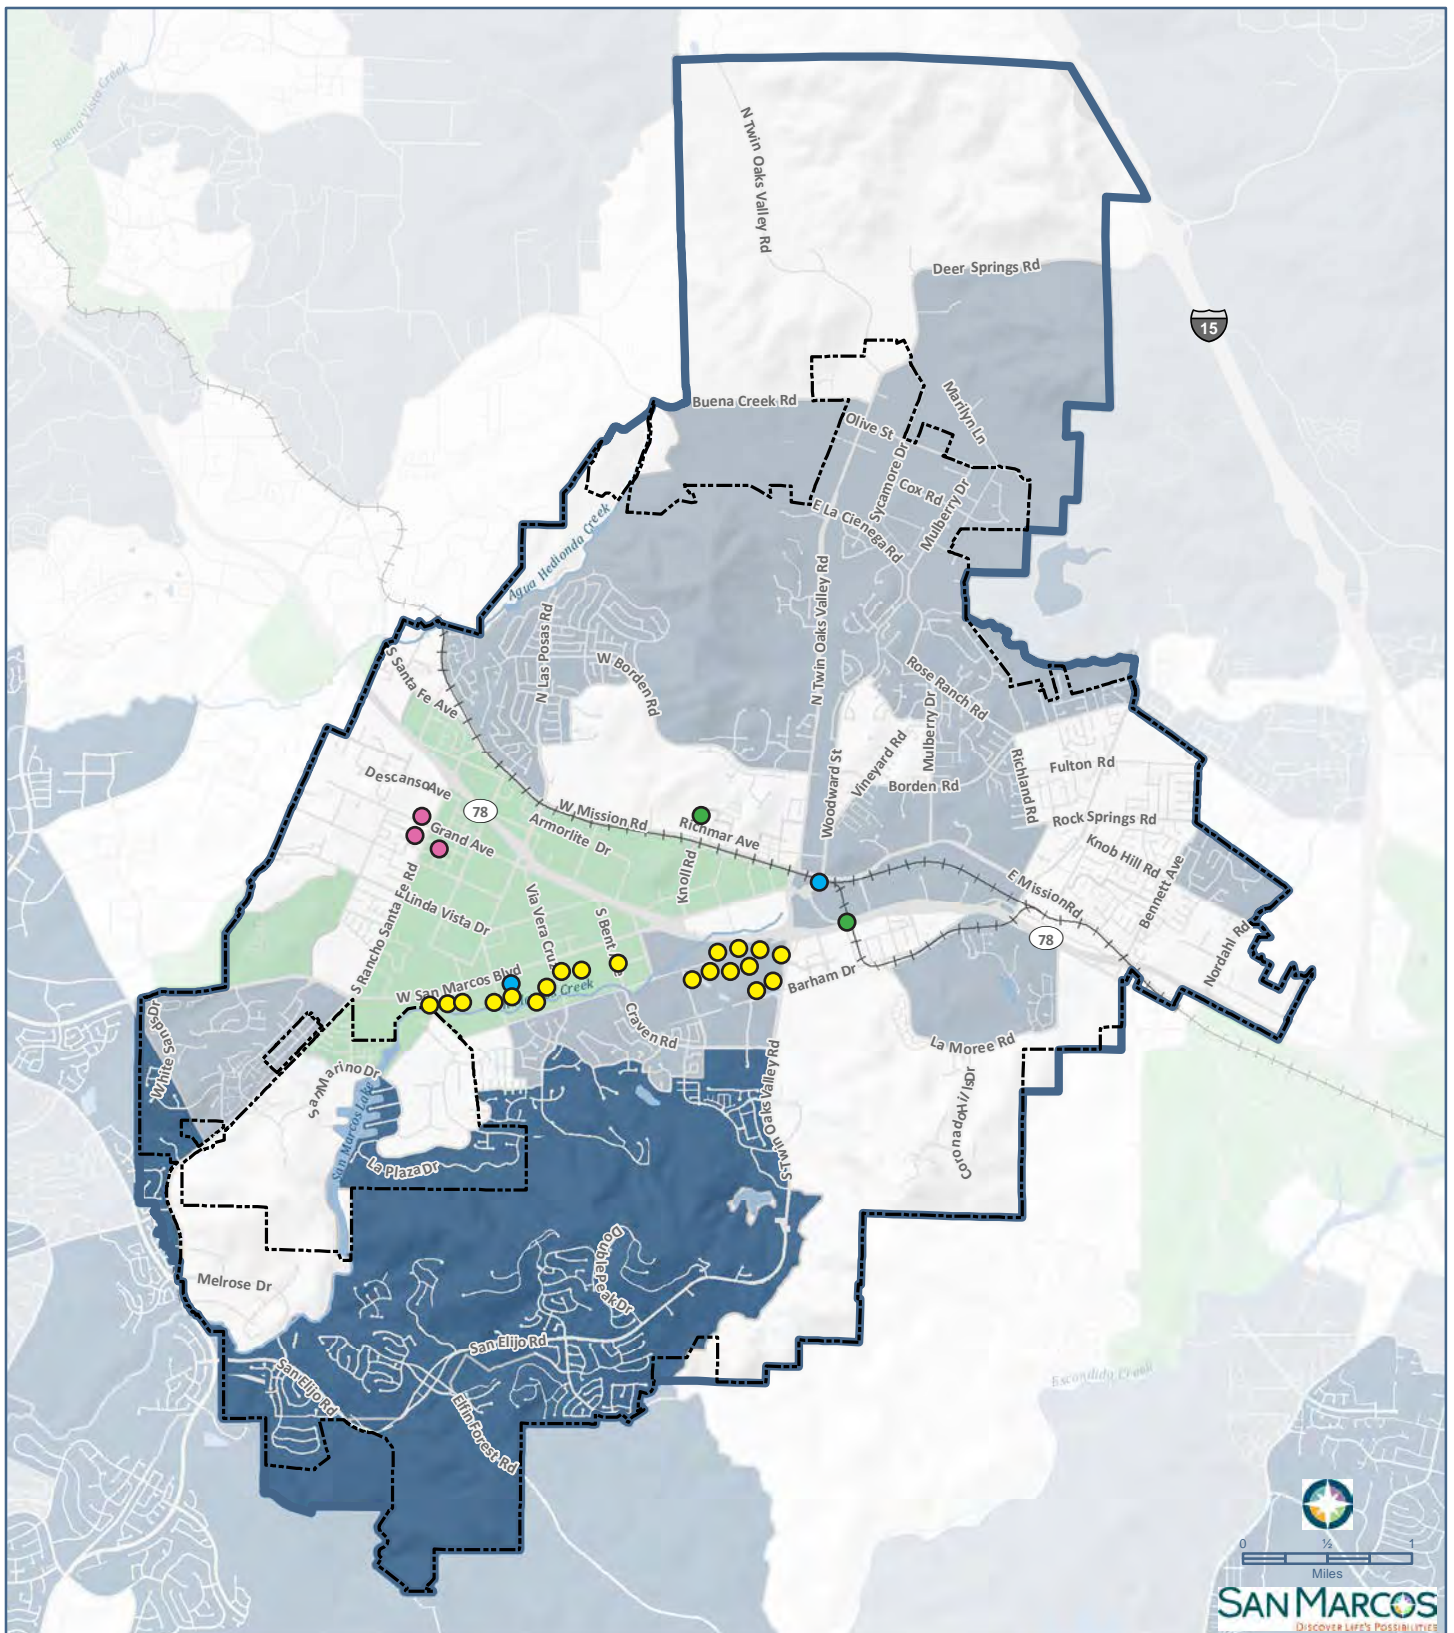 Buena Vista Creek
N Twin Oaks Valley Rd
Deer Springs Rd
15
Buena Creek Rd
Marilyn Ln
Olive St
Sycamore Dr
Cox Rd
Mulberry Dr
E La Cienega Rd
Agua Hedionda Creek
N Las Posas Rd
W Borden Rd
N Twin Oaks Valley Rd
S Santa Fe Ave
Rose Ranch Rd
Mulberry Dr
Vineyard Rd
Woodward St
Borden Rd
Richland Rd
Fulton Rd
Rock Springs Rd
Knob Hill Rd
Bennett Ave
Descanso Ave
78
Grand Ave
W Mission Rd
Armorlite Dr
Richmar Ave
Knoll Rd
E Mission Rd
Nordahl Rd
78
S Rancho Santa Fe Rd
Linda Vista Dr
Via Vera Cruz
S Bent
W San Marcos Blvd
Creek
Barham Dr
Craven Rd
La Moree Rd
White Sands Dr
San Marino Dr
San Marcos Lake
La Plaza Dr
S Twin Oaks Valley Rd
Coronado Hills Dr
Melrose Dr
Double Peak Dr
San Elijo Rd
San Elijo Rd
Elfin Forest Rd
Escondido Creek
0 ½ 1
Miles
SAN MARCOS
DISCOVER LIFE'S POSSIBILITIES